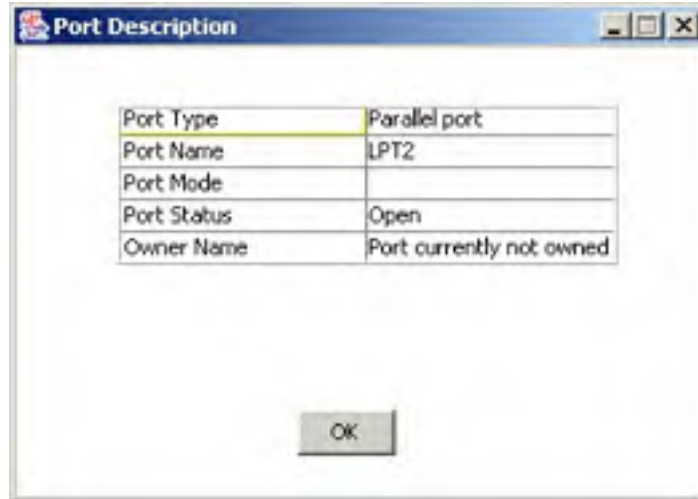 Port Description
Port Type Parallel port
Port Name LPT2
Port Mode
Port Status Open
Owner Name Port currently not owned
OK